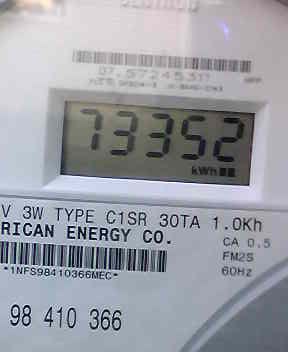 07.5724531
73352
kWh
V 3W TYPE C1SR 30TA 1.0Kh
RICAN ENERGY CO.
CA 0.5
FM2S
60Hz
*1NFS98410366MEC*
98 410 366